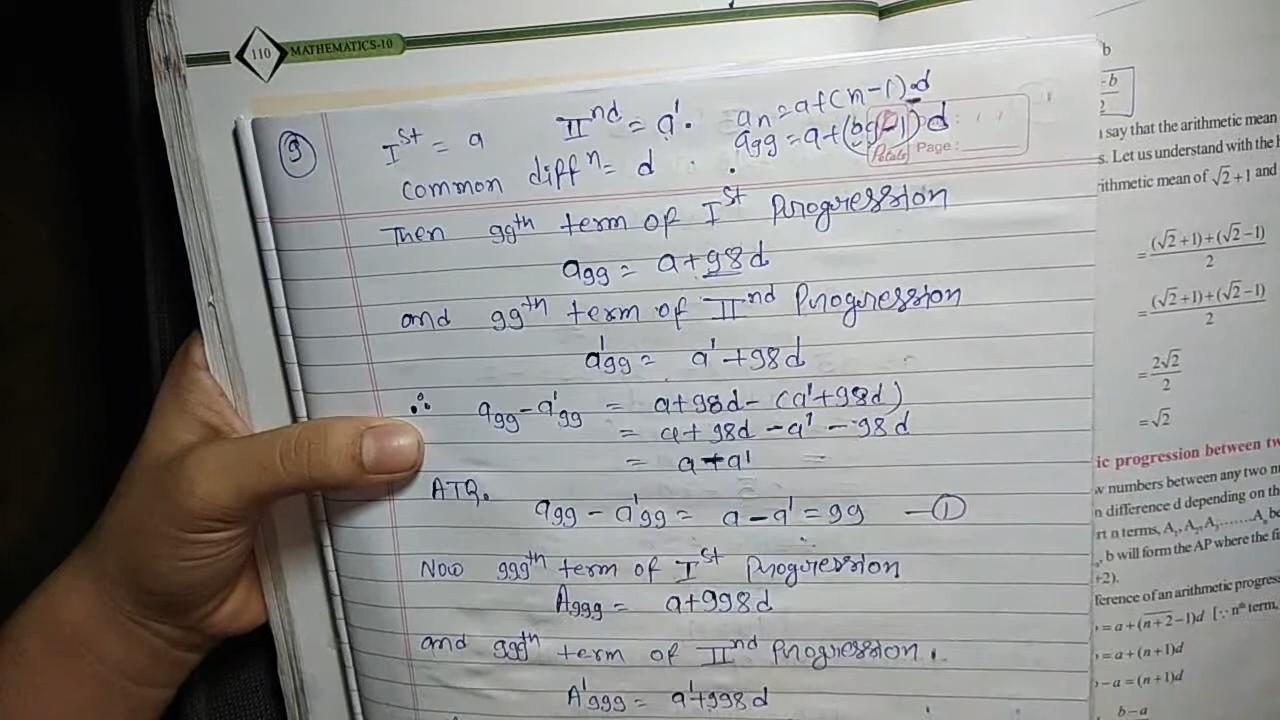 110 MATHEMATICS-10
9 Iˢᵗ = a IIⁿᵈ = a'. aₙ = a+(n-1)d
common diffⁿ = d a₉₉ = a+(99-1)d
Page :
Then 99ᵗʰ term of Iˢᵗ Progression
a₉₉ = a+98d
and 99ᵗʰ term of IIⁿᵈ Progression
a'₉₉ = a'+98d
∴ a₉₉-a'₉₉ = a+98d-(a'+98d)
= a+98d-a'-98d
= a-a'
ATQ.
a₉₉ - a'₉₉ = a-a' = 99 —①
Now 999ᵗʰ term of Iˢᵗ Progression
A₉₉₉ = a+998d
and 999ᵗʰ term of IIⁿᵈ Progression.
A'₉₉₉ = a'+998d
b
-b
2
say that the arithmetic mean
s. Let us understand with the
rithmetic mean of √2+1 and
= (√2+1)+(√2-1)
2
= (√2+1)+(√2-1)
2
= 2√2
2
= √2
ic progression between
numbers between any two
difference d depending on
rt n terms, A₁, A₂, A₃.......Aₙ
b will form the AP where the
+2).
ference of an arithmetic
= a+(n+2-1)d [∵ nᵗʰ term,
= a+(n+1)d
-a = (n+1)d
b-a